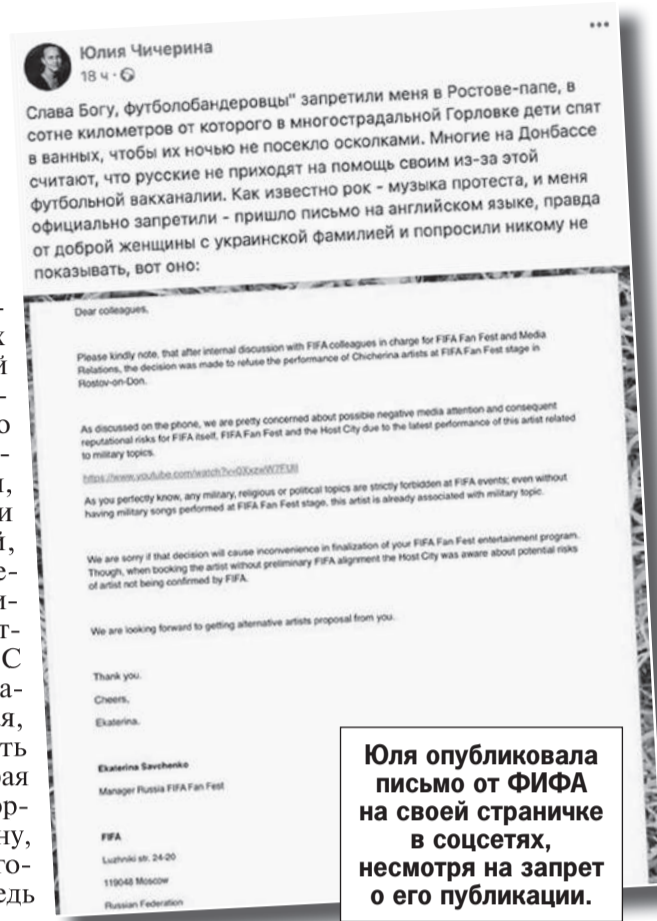 Юлия Чичерина
18 ч
Слава Богу, футболобандеровцы" запретили меня в Ростове-папе, в
сотне километров от которого в многострадальной Горловке дети спят
в ванных, чтобы их ночью не посекло осколками. Многие на Донбассе
считают, что русские не приходят на помощь своим из-за этой
футбольной вакханалии. Как известно рок - музыка протеста, и меня
официально запретили - пришло письмо на английском языке, правда
от доброй женщины с украинской фамилией и попросили никому не
показывать, вот оно:
Dear colleagues,
Please kindly note, that after internal discussion with FIFA colleagues in charge for FIFA Fan Fest and Media
Relations, the decision was made to refuse the performance of Chicherina artists at FIFA Fan Fest stage in
Rostov-on-Don.
As discussed on the phone, we are pretty concerned about possible negative media attention and consequent
reputational risks for FIFA itself, FIFA Fan Fest and the Host City due to the latest performance of this artist related
to military topics.
As you perfectly know, any military, religious or political topics are strictly forbidden at FIFA events; even without
having military songs performed at FIFA Fan Fest stage, this artist is already associated with military topic.
We are sorry if that decision will cause inconvenience in finalization of your FIFA Fan Fest entertainment program.
Though, when booking the artist without preliminary FIFA alignment the Host City was aware about potential risks
of artist not being confirmed by FIFA.
We are looking forward to getting alternative artists proposal from you.
Thank you.
Cheers,
Ekaterina.
Ekaterina Savchenko
Manager Russia FIFA Fan Fest
FIFA
Luzhniki str. 24-20
119048 Moscow
Russian Federation
Юля опубликовала
письмо от ФИФА
на своей страничке
в соцсетях,
несмотря на запрет
о его публикации.